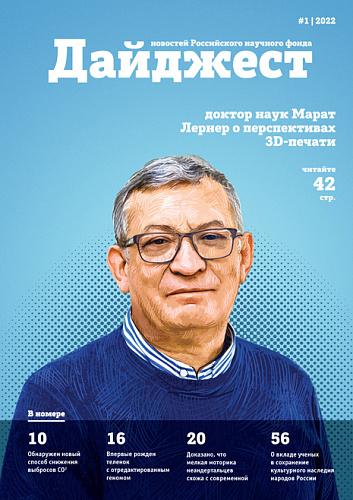 #1 | 2022
новостей Российского научного фонда
Дайджест
доктор наук Марат
Лернер о перспективах
3D-печати
читайте
42
стр.
В номере
10
Обнаружен новый
способ снижения
выбросов CO²
16
Впервые рожден
теленок
с отредактированным
геномом
20
Доказано, что
мелкая моторика
неандертальцев
схожа с современной
56
О вкладе ученых
в сохранение
культурного наследия
народов России